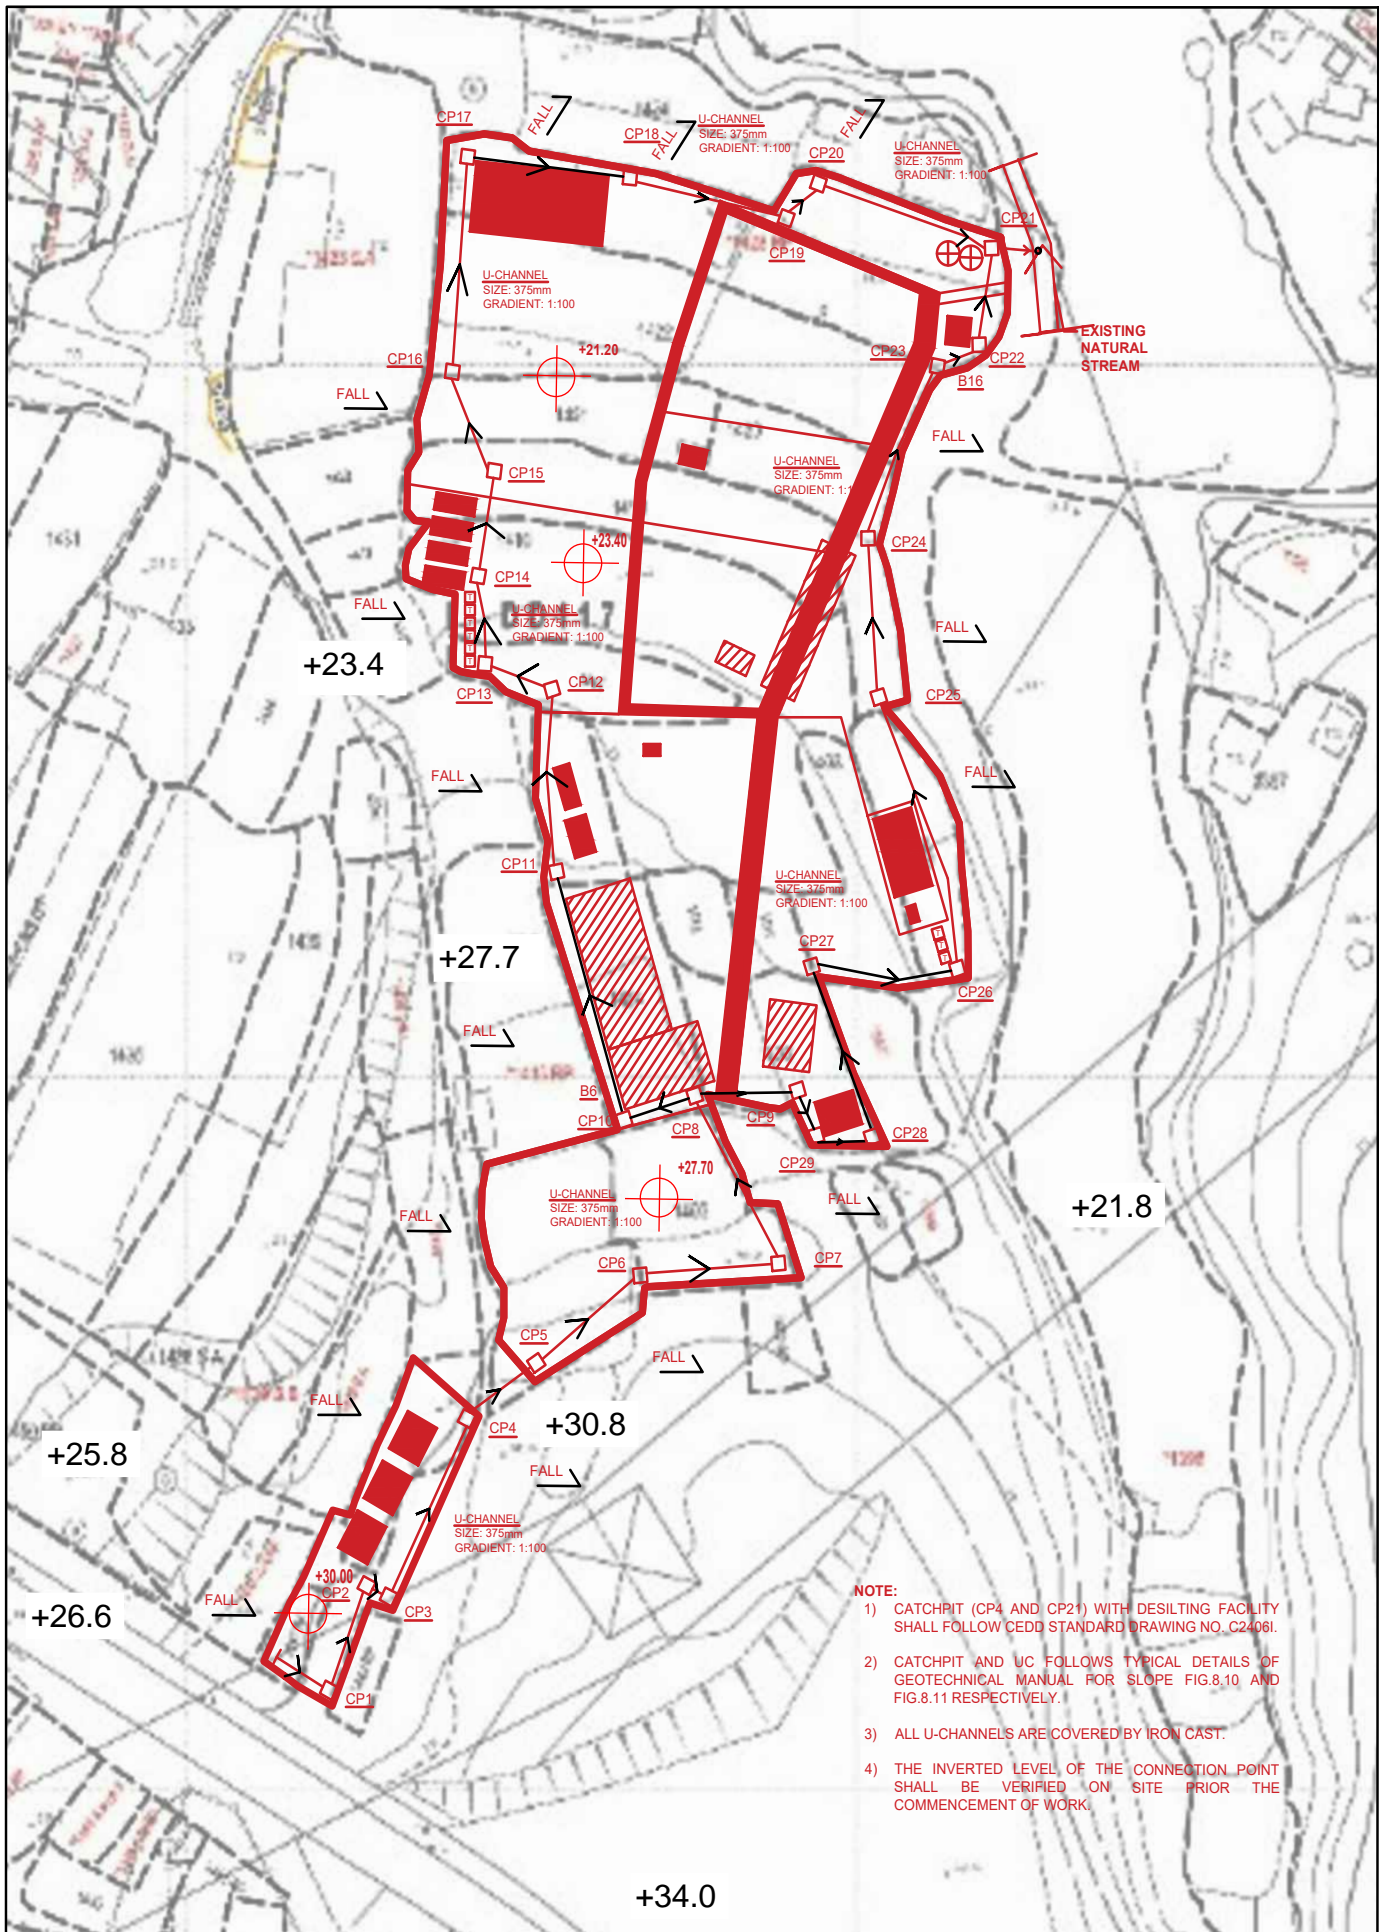 CP17
FALL
CP18
FALL
U-CHANNEL
SIZE: 375mm
GRADIENT: 1:100
FALL
CP20
U-CHANNEL
SIZE: 375mm
GRADIENT: 1:100
CP21
CP19
U-CHANNEL
SIZE: 375mm
GRADIENT: 1:100
EXISTING
NATURAL
STREAM
+21.20
CP16
CP23
CP22
B16
FALL
FALL
CP15
U-CHANNEL
SIZE: 375mm
GRADIENT: 1:1
+23.40
CP24
CP14
FALL
U-CHANNEL
SIZE: 375mm
GRADIENT: 1:100
FALL
+23.4
CP13
CP12
CP25
FALL
FALL
CP11
U-CHANNEL
SIZE: 375mm
GRADIENT: 1:100
CP27
+27.7
CP26
FALL
B6
CP10
CP8
CP9
CP28
CP29
+27.70
U-CHANNEL
SIZE: 375mm
GRADIENT: 1:100
FALL
FALL
+21.8
CP6
CP7
CP5
FALL
FALL
CP4
+30.8
+25.8
FALL
U-CHANNEL
SIZE: 375mm
GRADIENT: 1:100
+30.00
CP2
CP3
FALL
+26.6
CP1
NOTE:
1) CATCHPIT (CP4 AND CP21) WITH DESILTING FACILITY
SHALL FOLLOW CEDD STANDARD DRAWING NO. C2406I.
2) CATCHPIT AND UC FOLLOWS TYPICAL DETAILS OF
GEOTECHNICAL MANUAL FOR SLOPE FIG.8.10 AND
FIG.8.11 RESPECTIVELY.
3) ALL U-CHANNELS ARE COVERED BY IRON CAST.
4) THE INVERTED LEVEL OF THE CONNECTION POINT
SHALL BE VERIFIED ON SITE PRIOR THE
COMMENCEMENT OF WORK.
+34.0